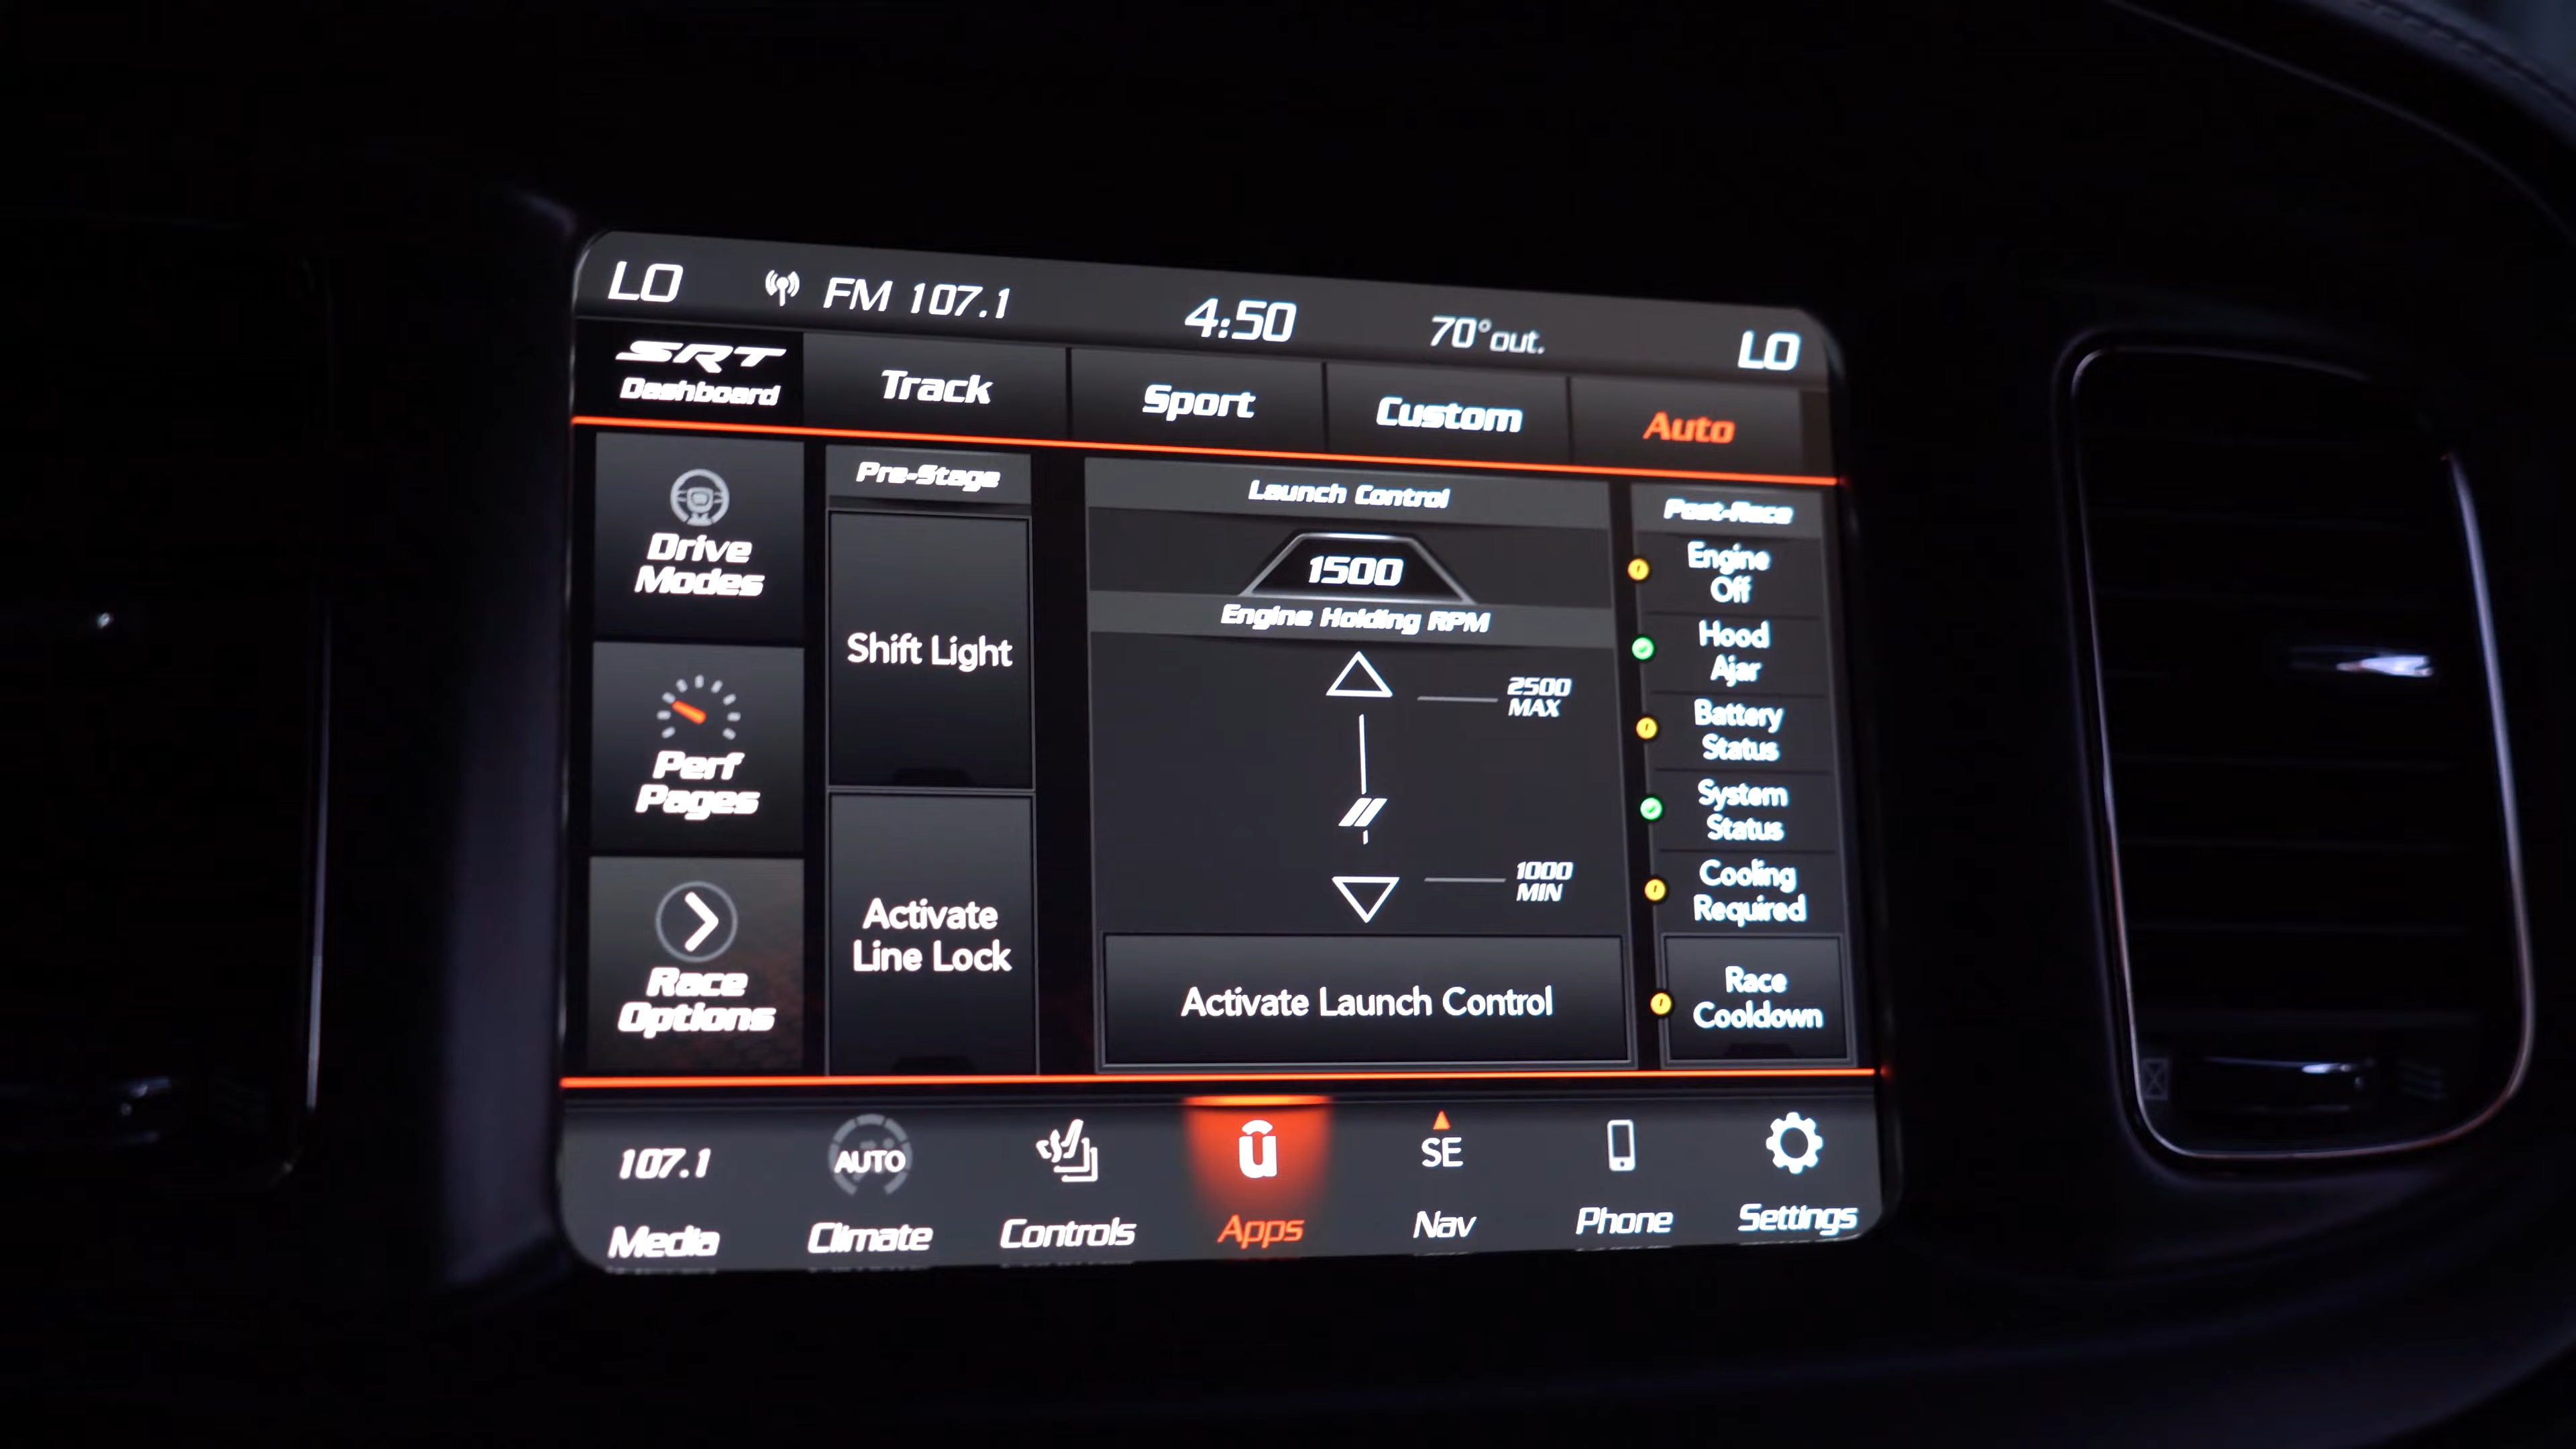 LO FM 107.1 4:50 70° out. LO
SRT
Dashboard
Track Sport Custom Auto
Drive
Modes
Perf
Pages
Race
Options
Pre-Stage
Shift Light
Activate
Line Lock
Launch Control
1500
Engine Holding RPM
2500
MAX
1000
MIN
Activate Launch Control
Post-Race
Engine
Off
Hood
Ajar
Battery
Status
System
Status
Cooling
Required
Race
Cooldown
107.1
Media
AUTO
Climate
Controls
û
Apps
SE
Nav
Phone
Settings